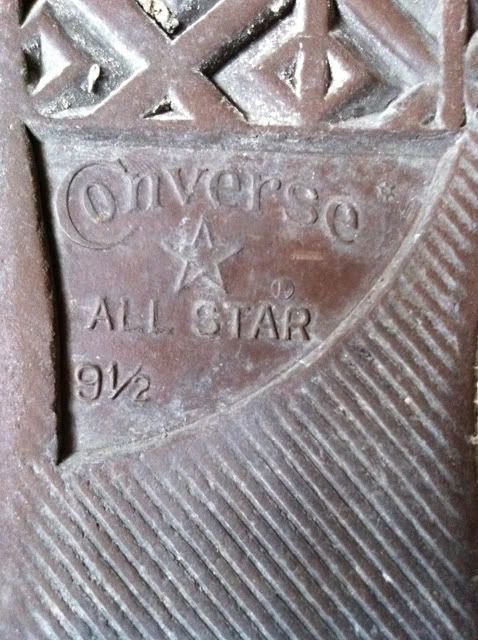 Converse ®
ALL STAR ®
9½